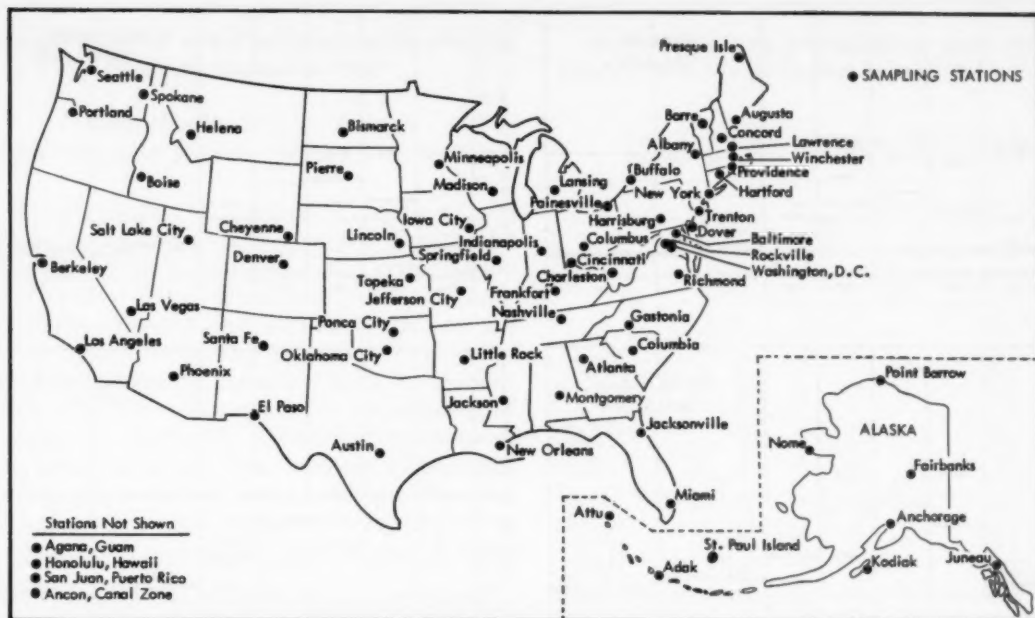 Presque Isle
SAMPLING STATIONS
Seattle
Spokane
Portland
Helena
Bismarck
Barre
Augusta
Concord
Lawrence
Albany
Winchester
Minneapolis
Boise
Pierre
Madison
Lansing
Buffalo
Providence
Painesville
New York
Hartford
Iowa City
Harrisburg
Trenton
Salt Lake City
Cheyenne
Lincoln
Indianapolis
Columbus
Dover
Baltimore
Berkeley
Denver
Springfield
Cincinnati
Rockville
Topeka
Charleston
Washington, D.C.
Jefferson City
Frankfort
Richmond
Las Vegas
Nashville
Ponca City
Gastonia
Los Angeles
Santa Fe
Oklahoma City
Little Rock
Columbia
Phoenix
Atlanta
El Paso
Jackson
Montgomery
Austin
New Orleans
Jacksonville
Miami
Point Barrow
ALASKA
Nome
Fairbanks
Attu
Anchorage
St. Paul Island
Adak
Kodiak
Juneau
Stations Not Shown
Agana, Guam
Honolulu, Hawaii
San Juan, Puerto Rico
Ancon, Canal Zone